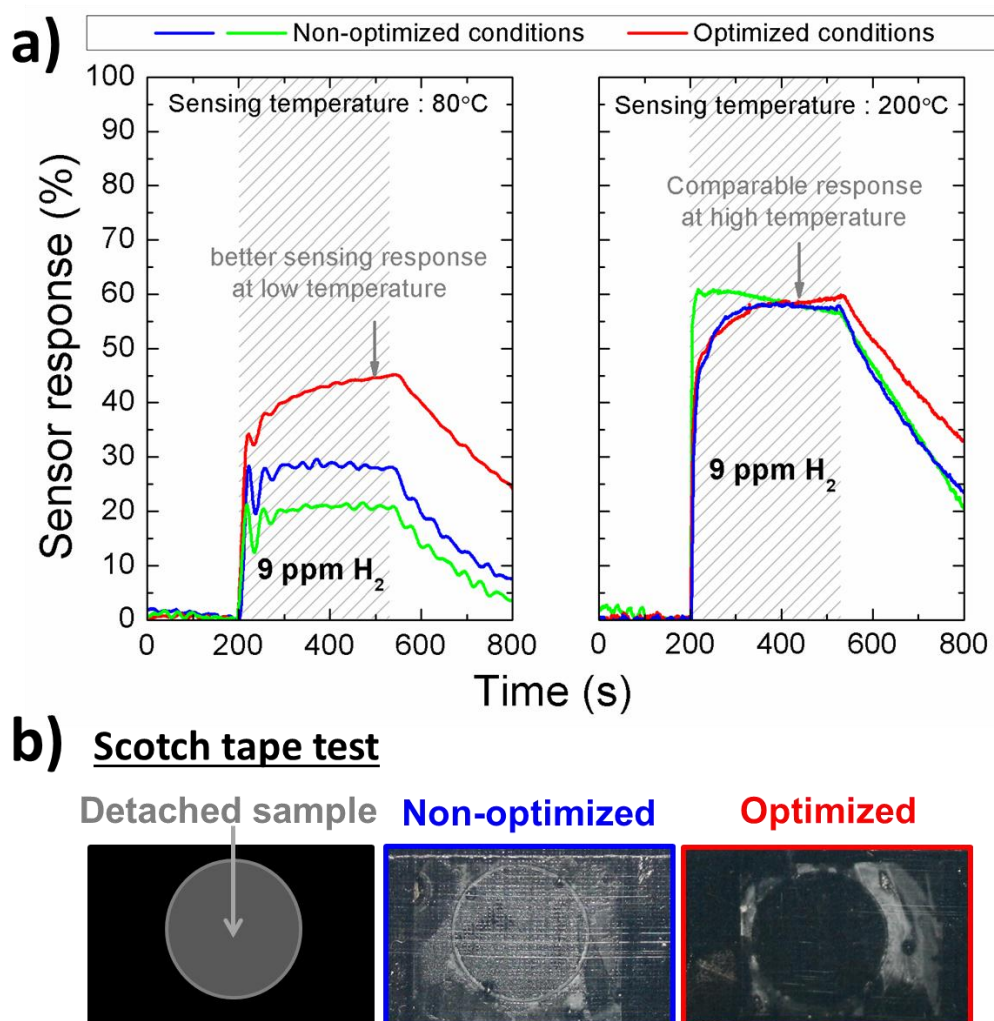 a)
Non-optimized conditions
Optimized conditions
Sensor response (%)
100
90
80
70
60
50
40
30
20
10
0
Sensing temperature : 80°C
better sensing response
at low temperature
9 ppm H₂
0
200
400
600
800
Sensing temperature : 200°C
Comparable response
at high temperature
9 ppm H₂
0
200
400
600
800
Time (s)
b) Scotch tape test
Detached sample
Non-optimized
Optimized